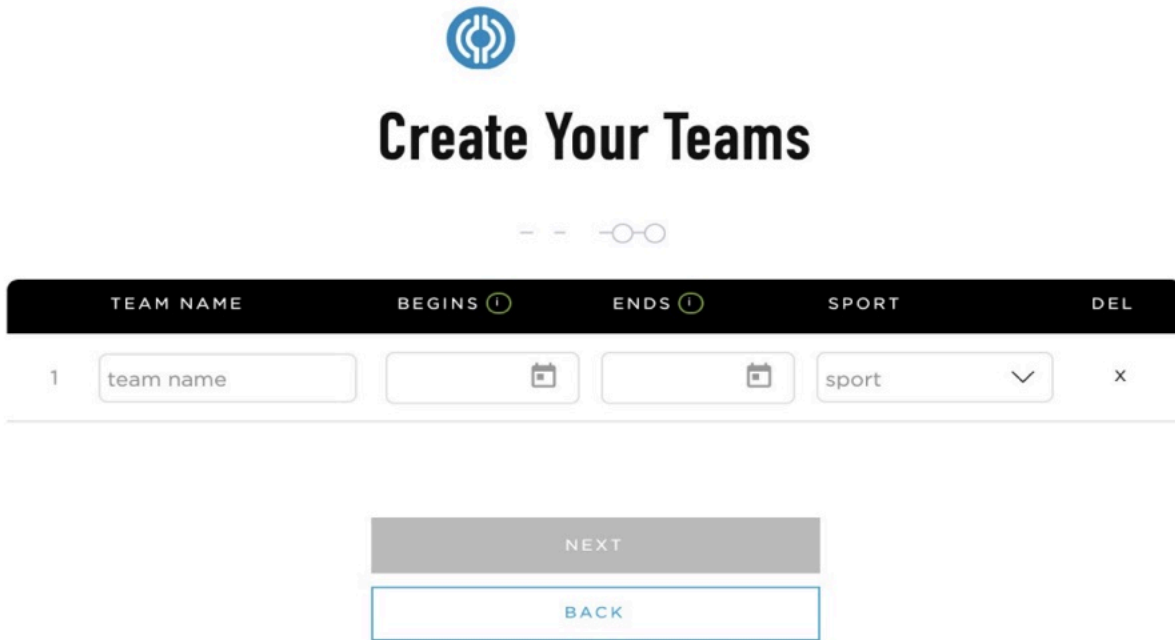 Create Your Teams
TEAM NAME BEGINS i ENDS i SPORT DEL
1 team name sport x
NEXT
BACK